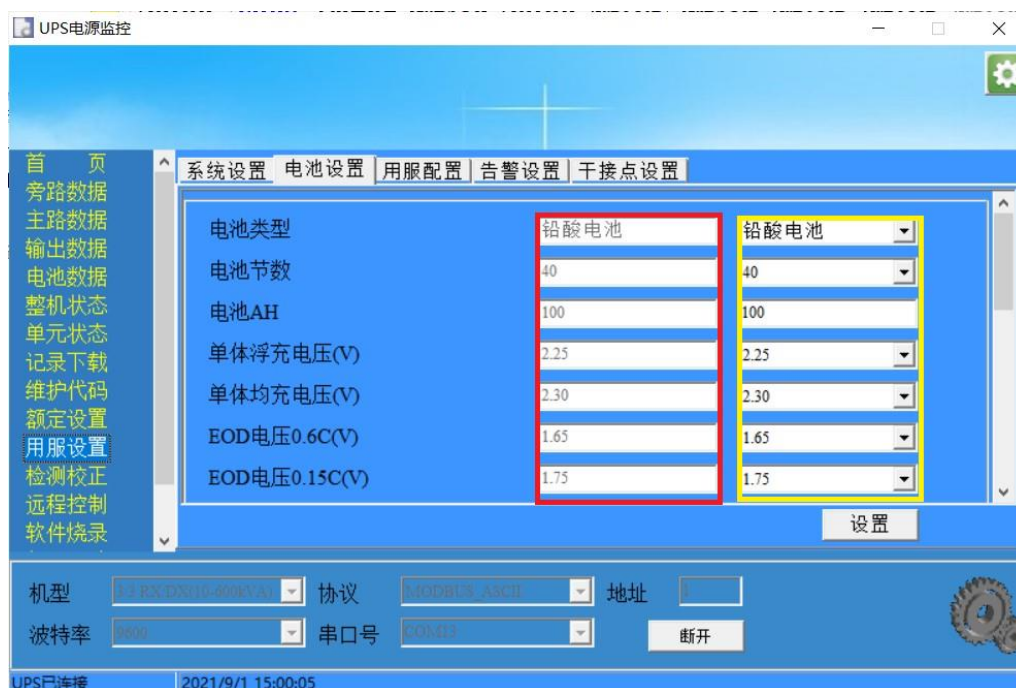 UPS电源监控
首 页
旁路数据
主路数据
输出数据
电池数据
整机状态
单元状态
记录下载
维护代码
额定设置
用服设置
检测校正
远程控制
软件烧录
系统设置 电池设置 用服配置 告警设置 干接点设置
电池类型 铅酸电池 铅酸电池
电池节数 40 40
电池AH 100 100
单体浮充电压(V) 2.25 2.25
单体均充电压(V) 2.30 2.30
EOD电压0.6C(V) 1.65 1.65
EOD电压0.15C(V) 1.75 1.75
设置
机型 3:3 RX/DX(10-600kVA) 协议 MODBUS_ASCII 地址 1
波特率 9600 串口号 COM13 断开
UPS已连接 2021/9/1 15:00:05